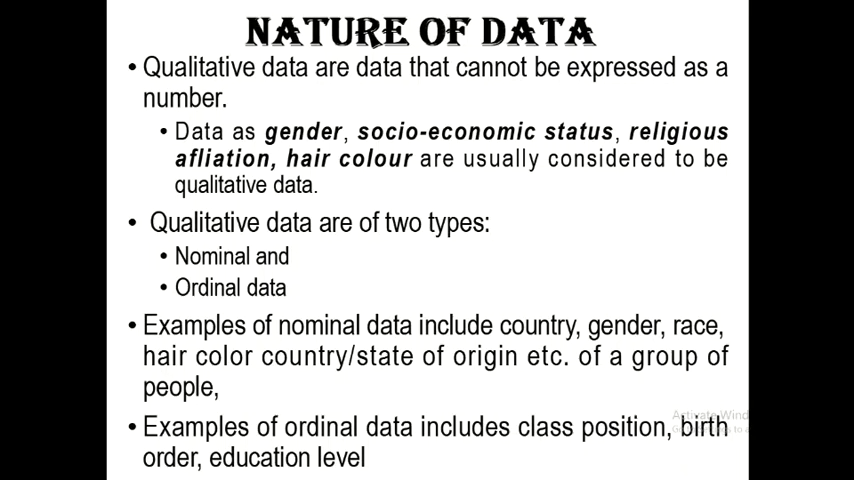 NATURE OF DATA
• Qualitative data are data that cannot be expressed as a
number.
• Data as gender, socio-economic status, religious
afliation, hair colour are usually considered to be
qualitative data.
• Qualitative data are of two types:
• Nominal and
• Ordinal data
• Examples of nominal data include country, gender, race,
hair color country/state of origin etc. of a group of
people,
• Examples of ordinal data includes class position, birth
order, education level
Activate Wind